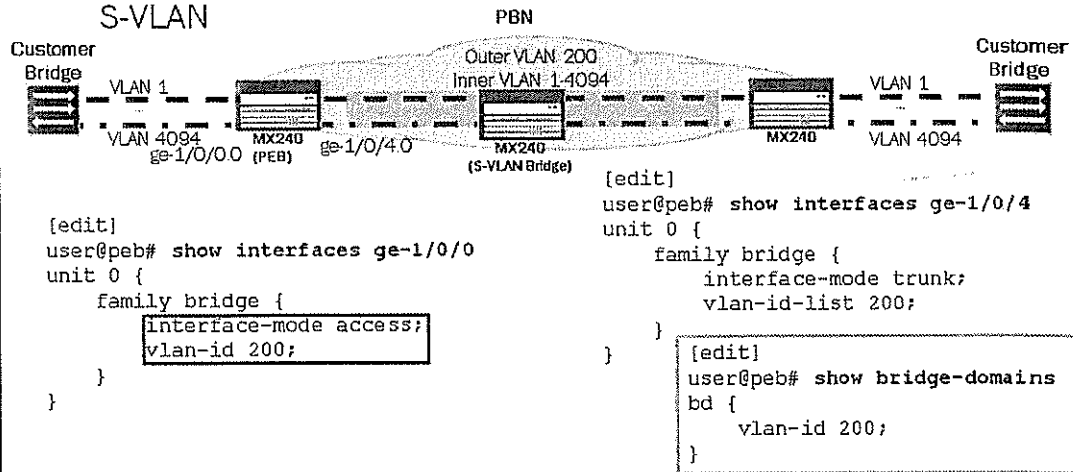 S-VLAN
PBN
Customer
Bridge
VLAN 1
VLAN 4094
ge-1/0/0.0
MX240
(PEB)
ge-1/0/4.0
Outer VLAN 200
Inner VLAN 1-4094
MX240
(S-VLAN Bridge)
MX240
VLAN 1
VLAN 4094
Customer
Bridge
[edit]
user@peb# show interfaces ge-1/0/0
unit 0 {
family bridge {
interface-mode access;
vlan-id 200;
}
}
[edit]
user@peb# show interfaces ge-1/0/4
unit 0 {
family bridge {
interface-mode trunk;
vlan-id-list 200;
}
}
[edit]
user@peb# show bridge-domains
bd {
vlan-id 200;
}